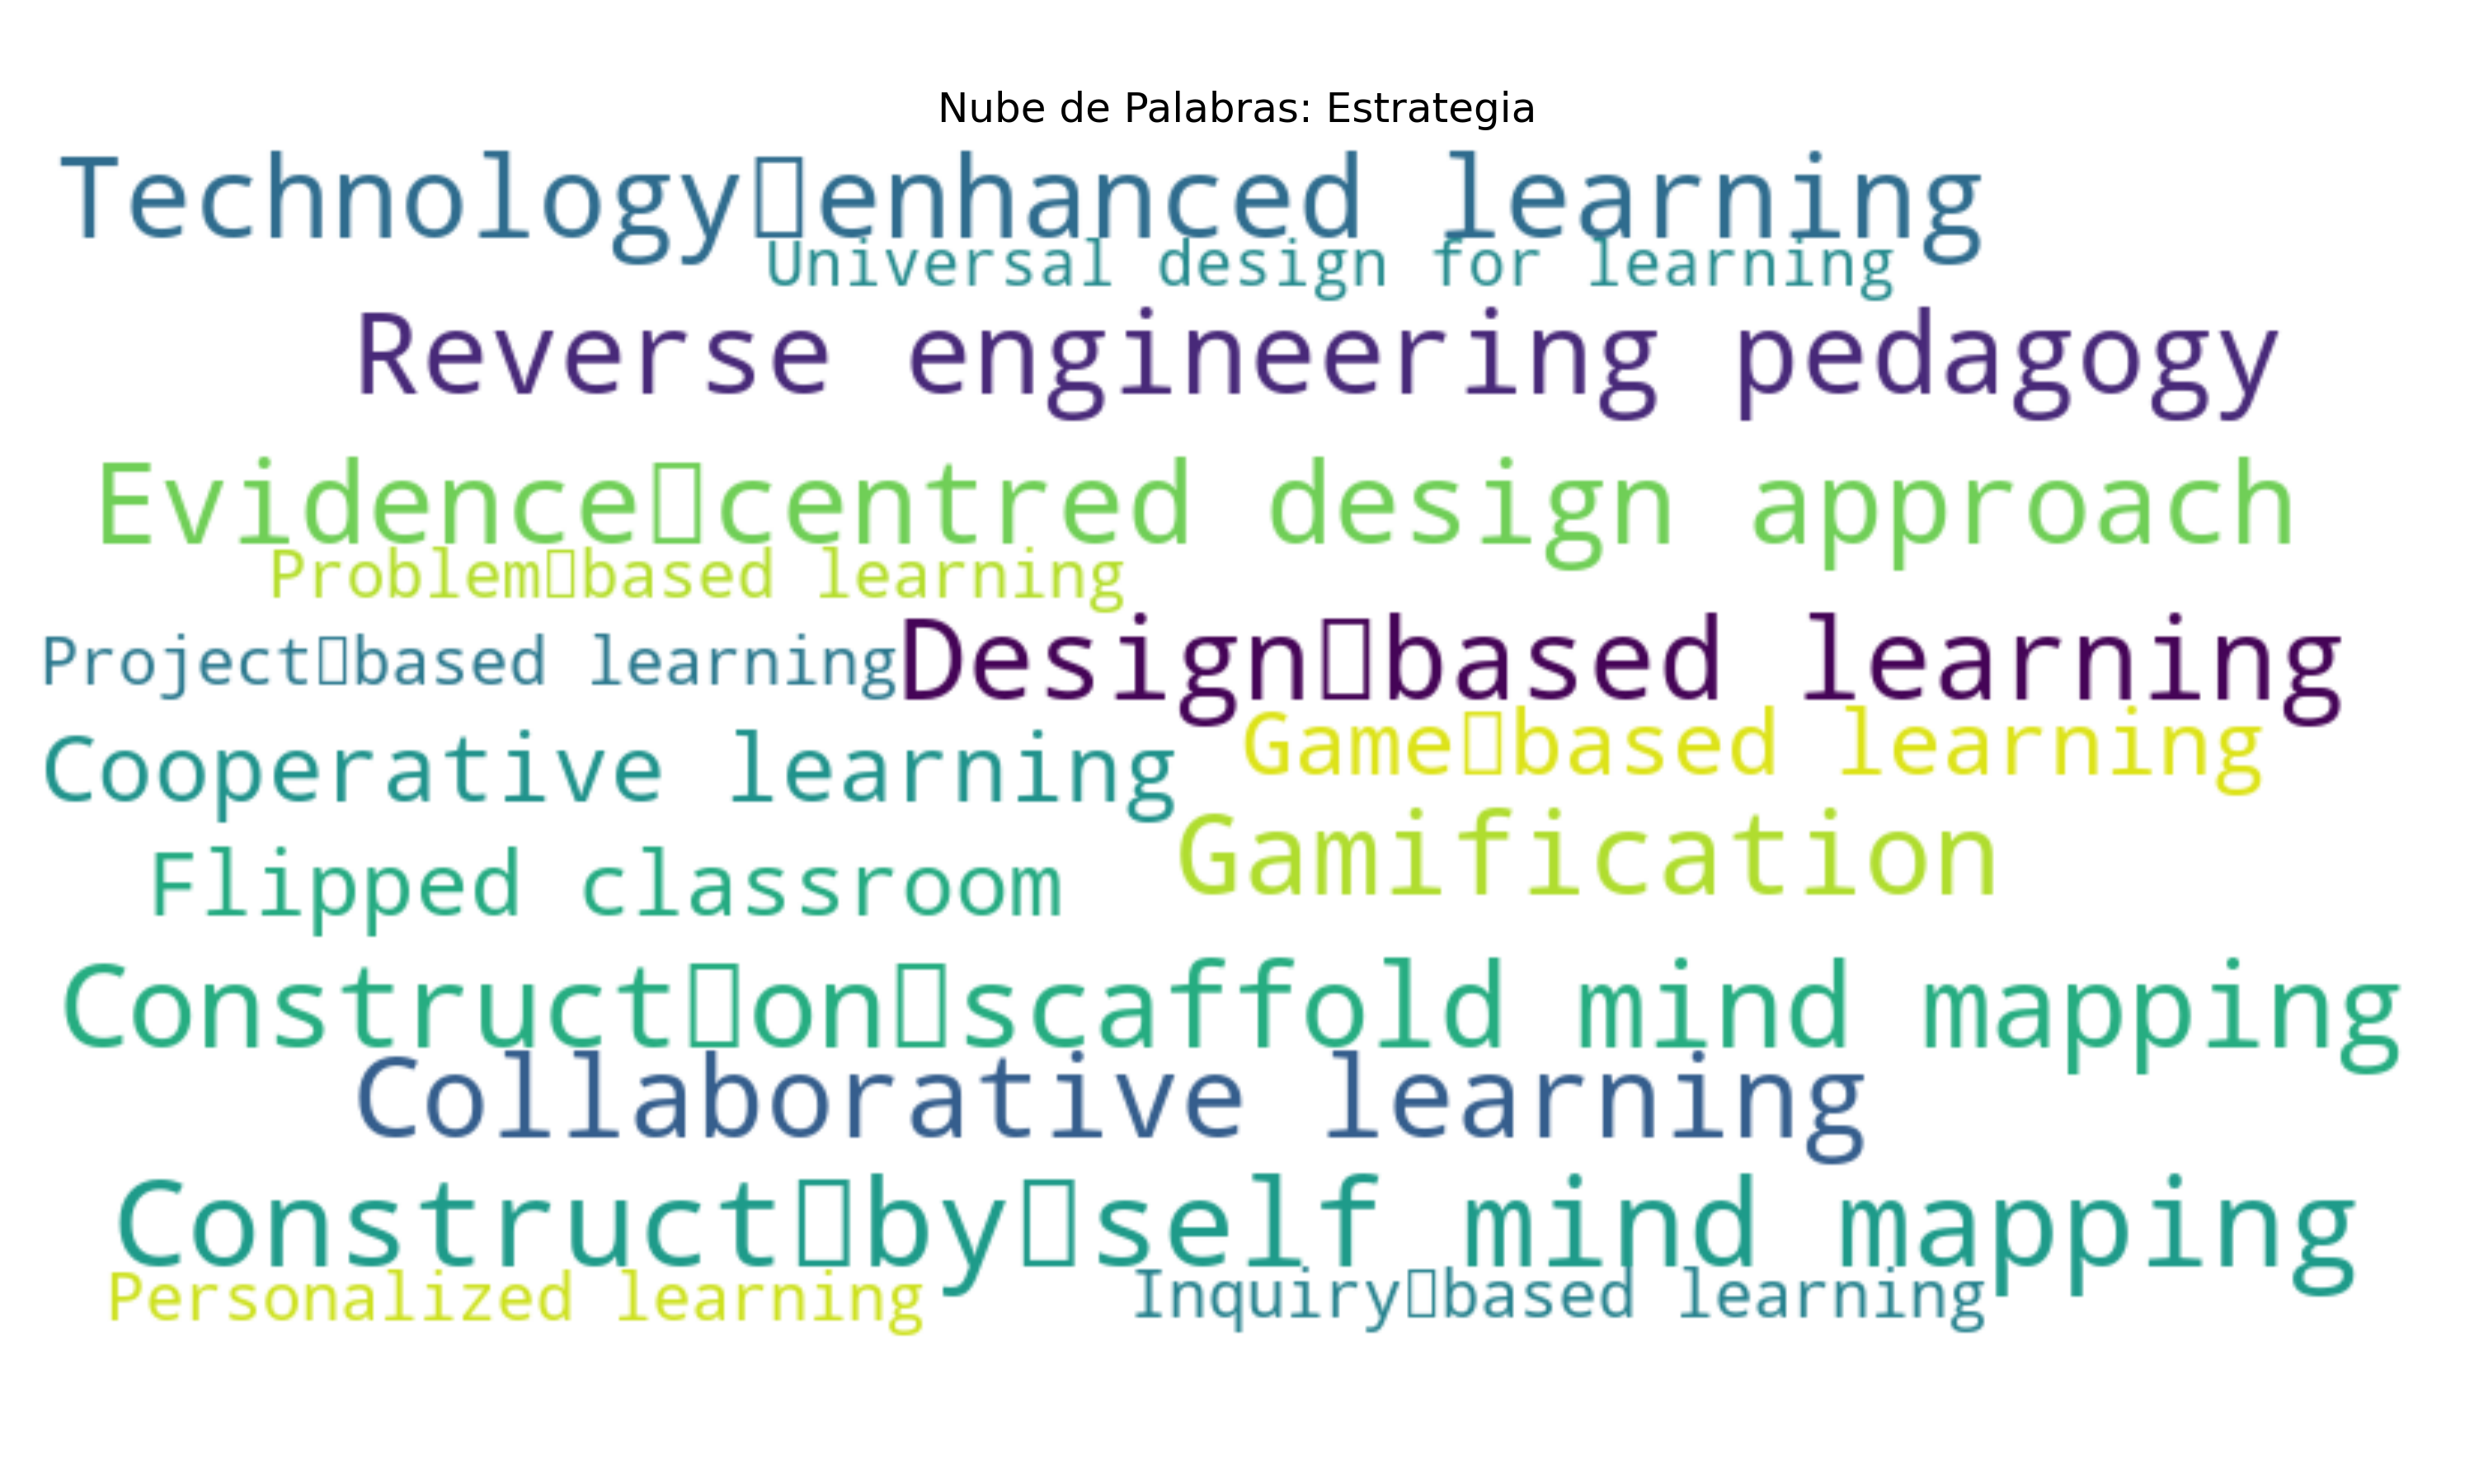 Nube de Palabras: Estrategia
Technology▯enhanced learning
Universal design for learning
Reverse engineering pedagogy
Evidence▯centred design approach
Problem▯based learning
Project▯based learning
Design▯based learning
Game▯based learning
Cooperative learning
Gamification
Flipped classroom
Construct▯on▯scaffold mind mapping
Collaborative learning
Construct▯by▯self mind mapping
Personalized learning
Inquiry▯based learning